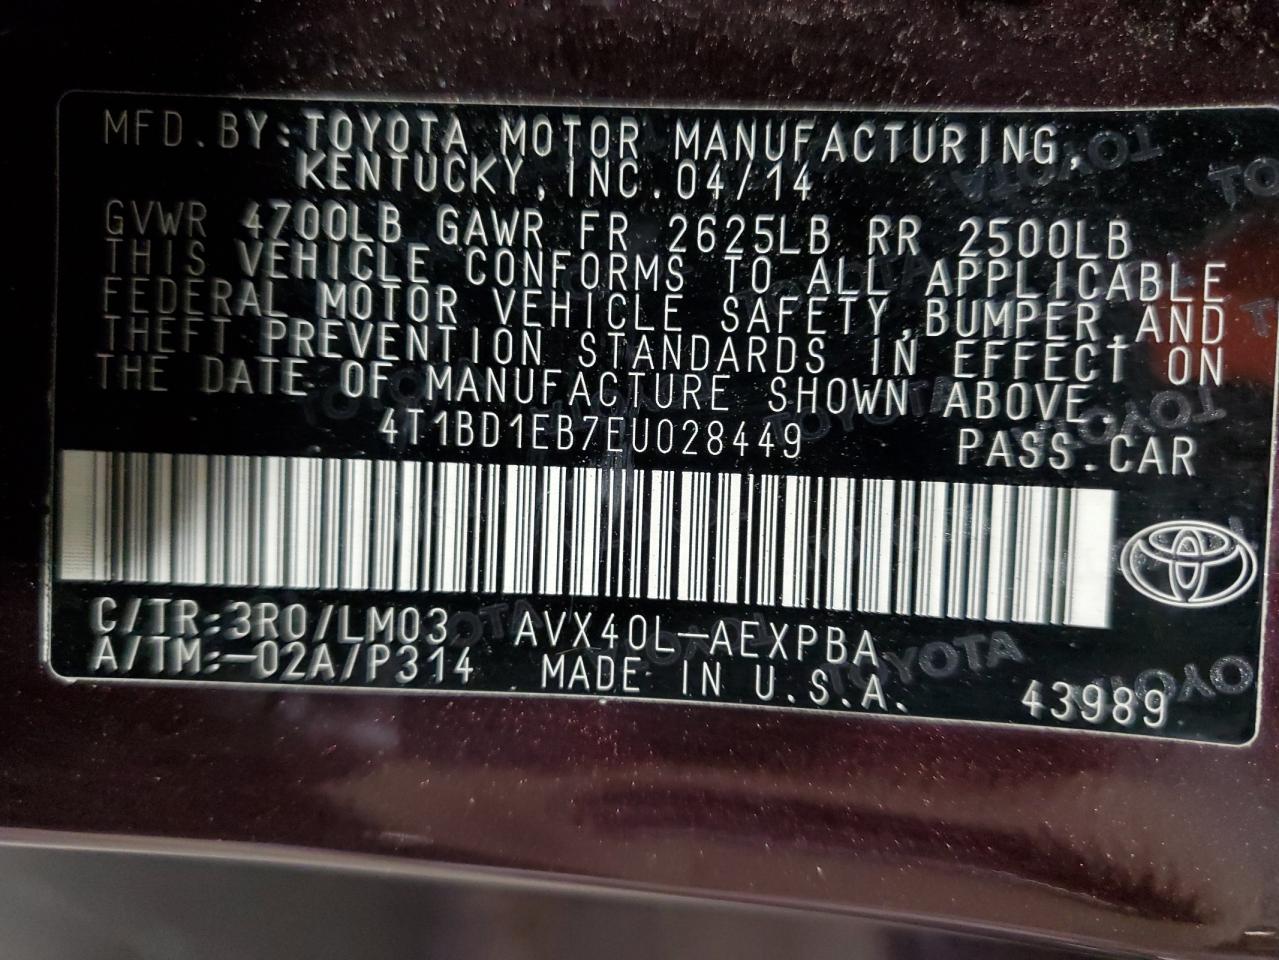 MFD. BY: TOYOTA MOTOR MANUFACTURING,
KENTUCKY, INC. 04/14
GVWR 4700LB GAWR FR 2625LB RR 2500LB
THIS VEHICLE CONFORMS TO ALL APPLICABLE
FEDERAL MOTOR VEHICLE SAFETY, BUMPER, AND
THEFT PREVENTION STANDARDS IN EFFECT ON
THE DATE OF MANUFACTURE SHOWN ABOVE.
4T1BD1EB7EU028449 PASS. CAR
C/TR: 3R0/LM03 AVX40L-AEXPBA
A/TM:-02A/P314 MADE IN U.S.A. 43989